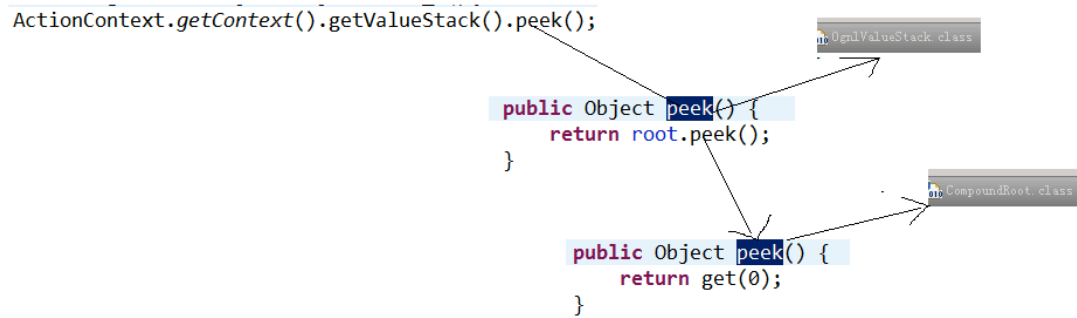 ActionContext.getContext().getValueStack().peek();
OgnlValueStack.class
public Object peek() {
return root.peek();
}
CompoundRoot.class
public Object peek() {
return get(0);
}